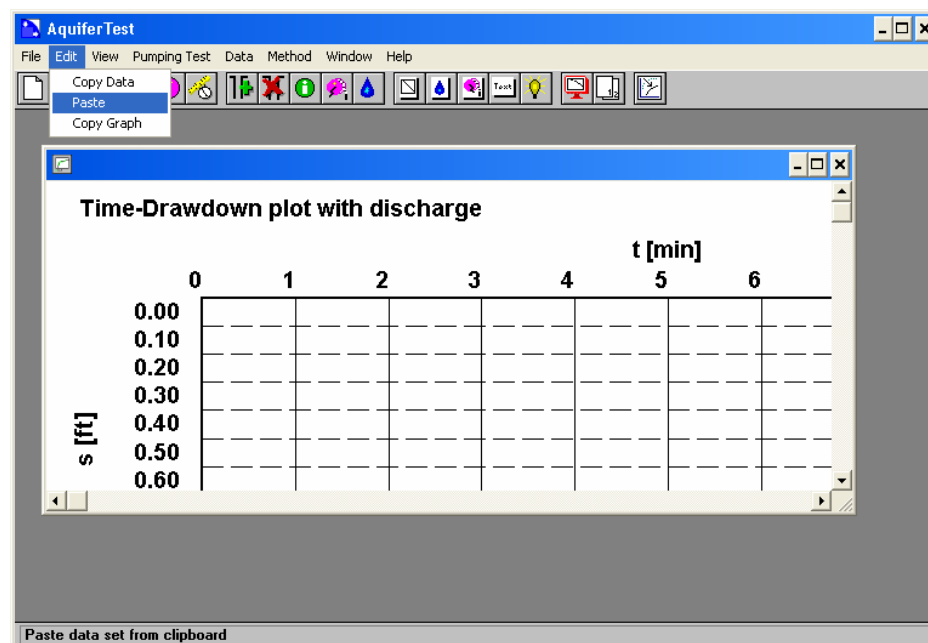 AquiferTest
File Edit View Pumping Test Data Method Window Help
Copy Data
Paste
Copy Graph
Text
Time-Drawdown plot with discharge
t [min]
0 1 2 3 4 5 6
0.00
0.10
0.20
0.30
0.40
0.50
0.60
s [ft]
Paste data set from clipboard